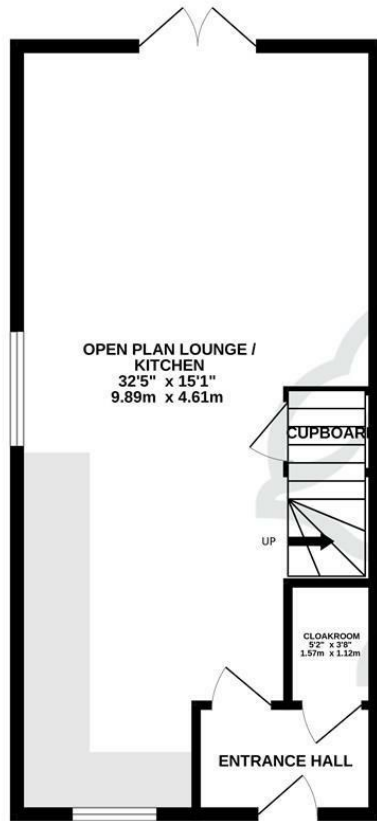 OPEN PLAN LOUNGE /
KITCHEN
32'5" x 15'1"
9.89m x 4.61m
CUPBOARD
UP
CLOAKROOM
5'2" x 3'8"
1.57m x 1.12m
ENTRANCE HALL